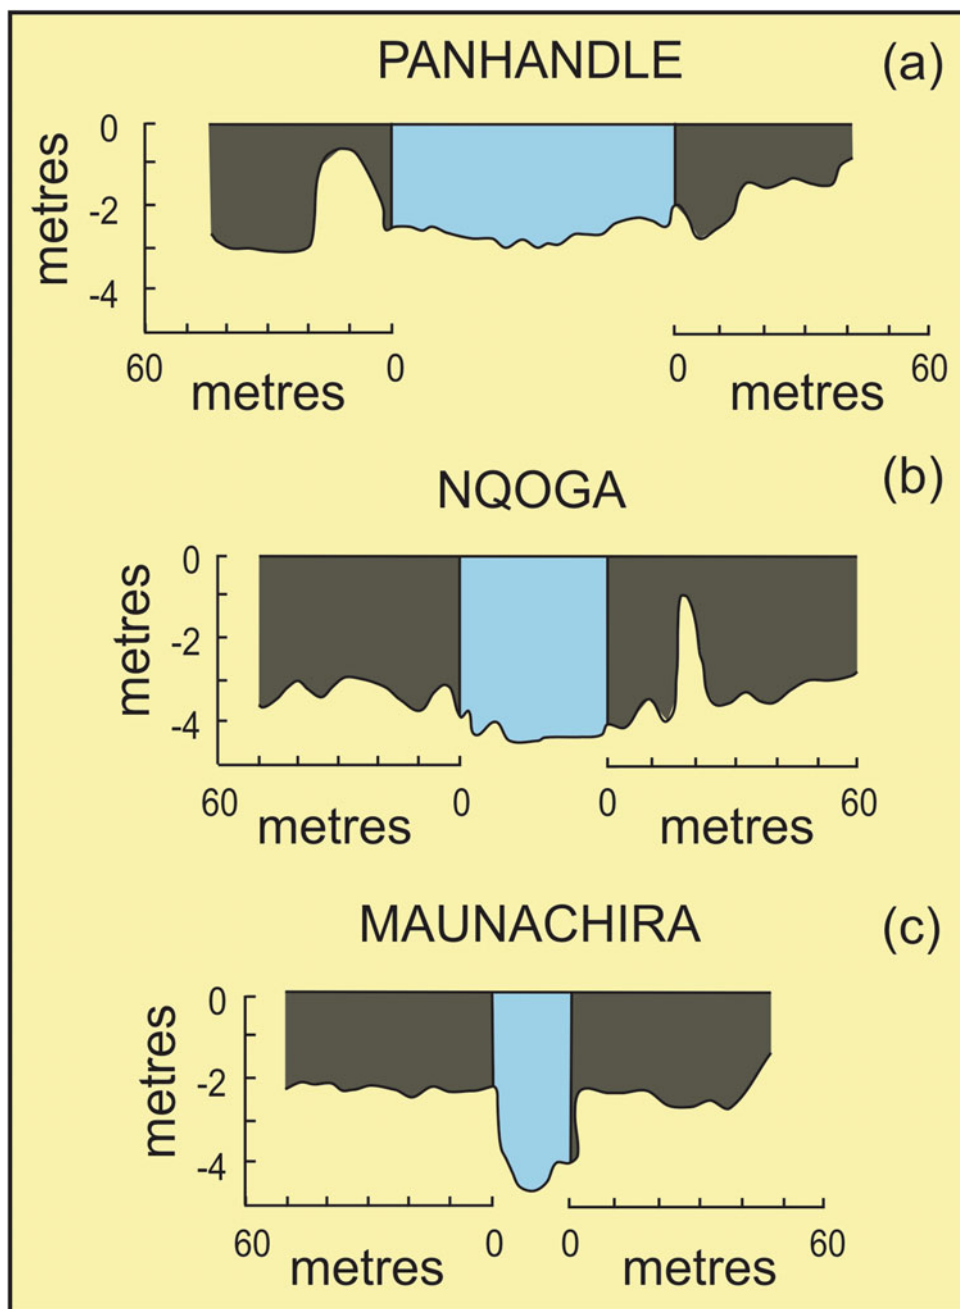 PANHANDLE (a)
0
-2
-4
metres
60 0 0 60
metres metres
NQOGA (b)
0
-2
-4
metres
60 0 0 60
metres metres
MAUNACHIRA (c)
0
-2
-4
metres
60 0 0 60
metres metres